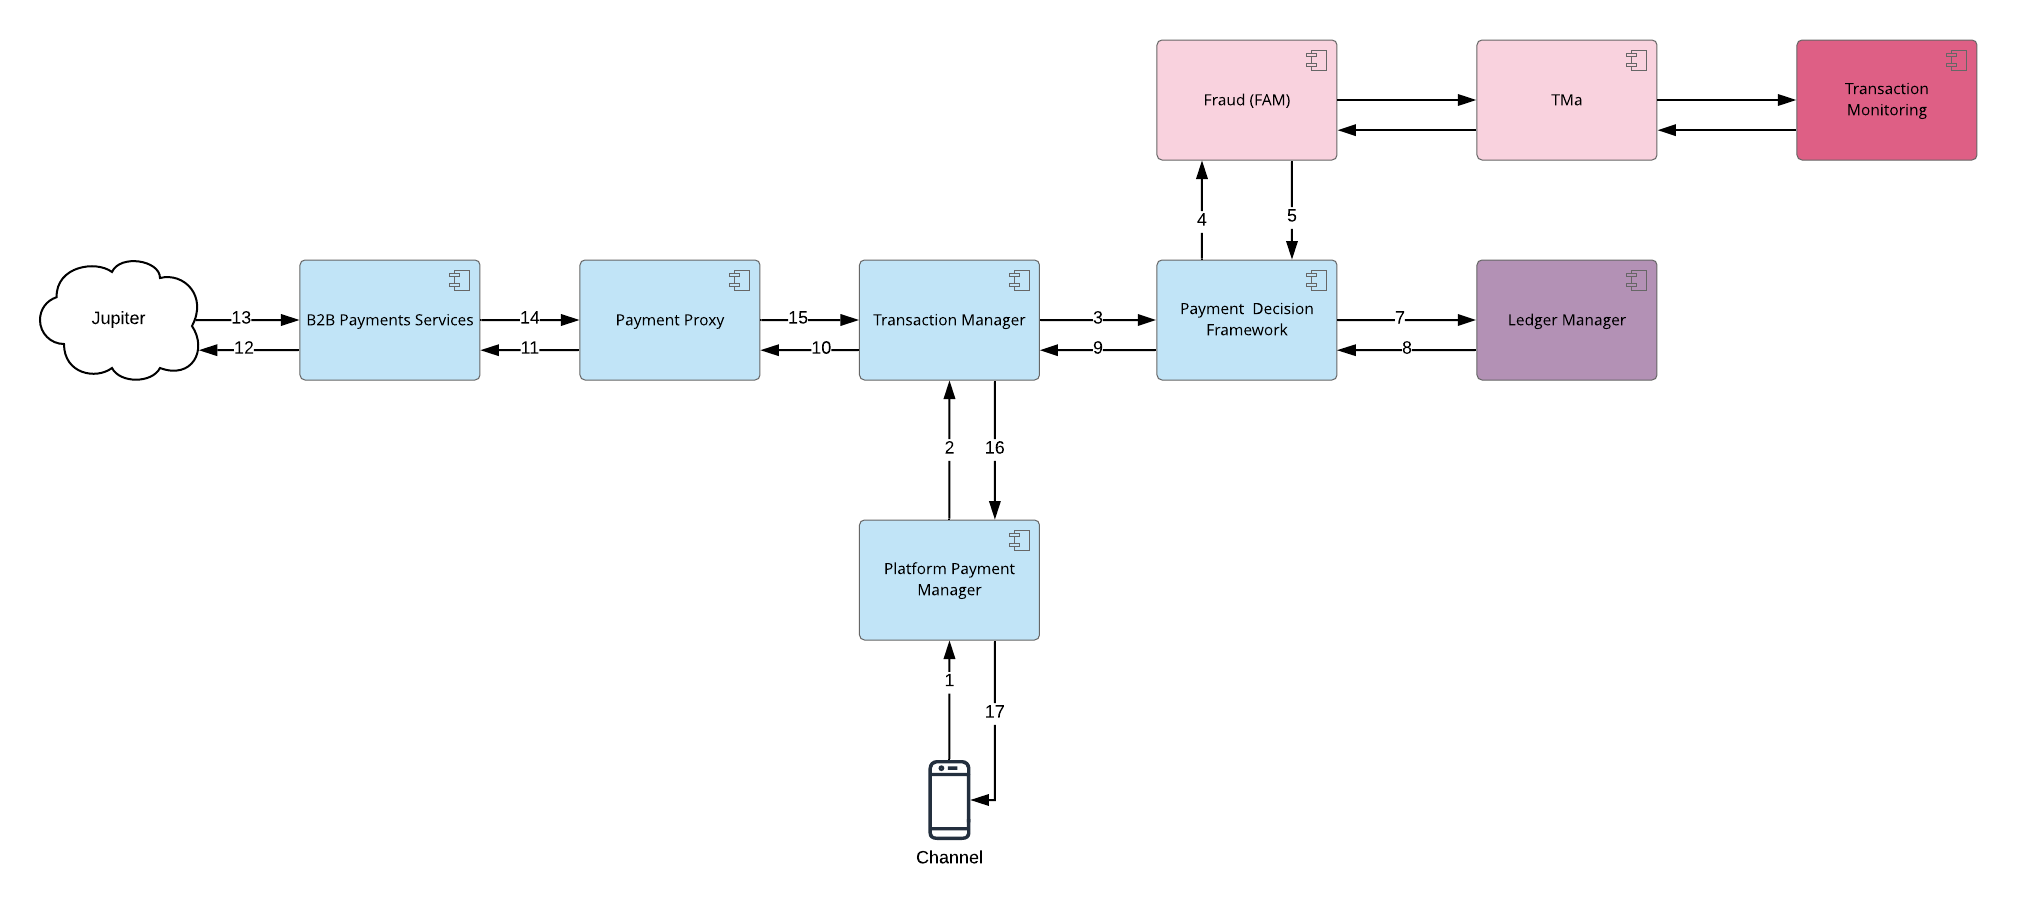 Fraud (FAM)
TMa
Transaction
Monitoring
4
5
Jupiter
13
12
B2B Payments Services
14
11
Payment Proxy
15
10
Transaction Manager
3
9
Payment  Decision
Framework
7
8
Ledger Manager
2
16
Platform Payment
Manager
1
17
Channel